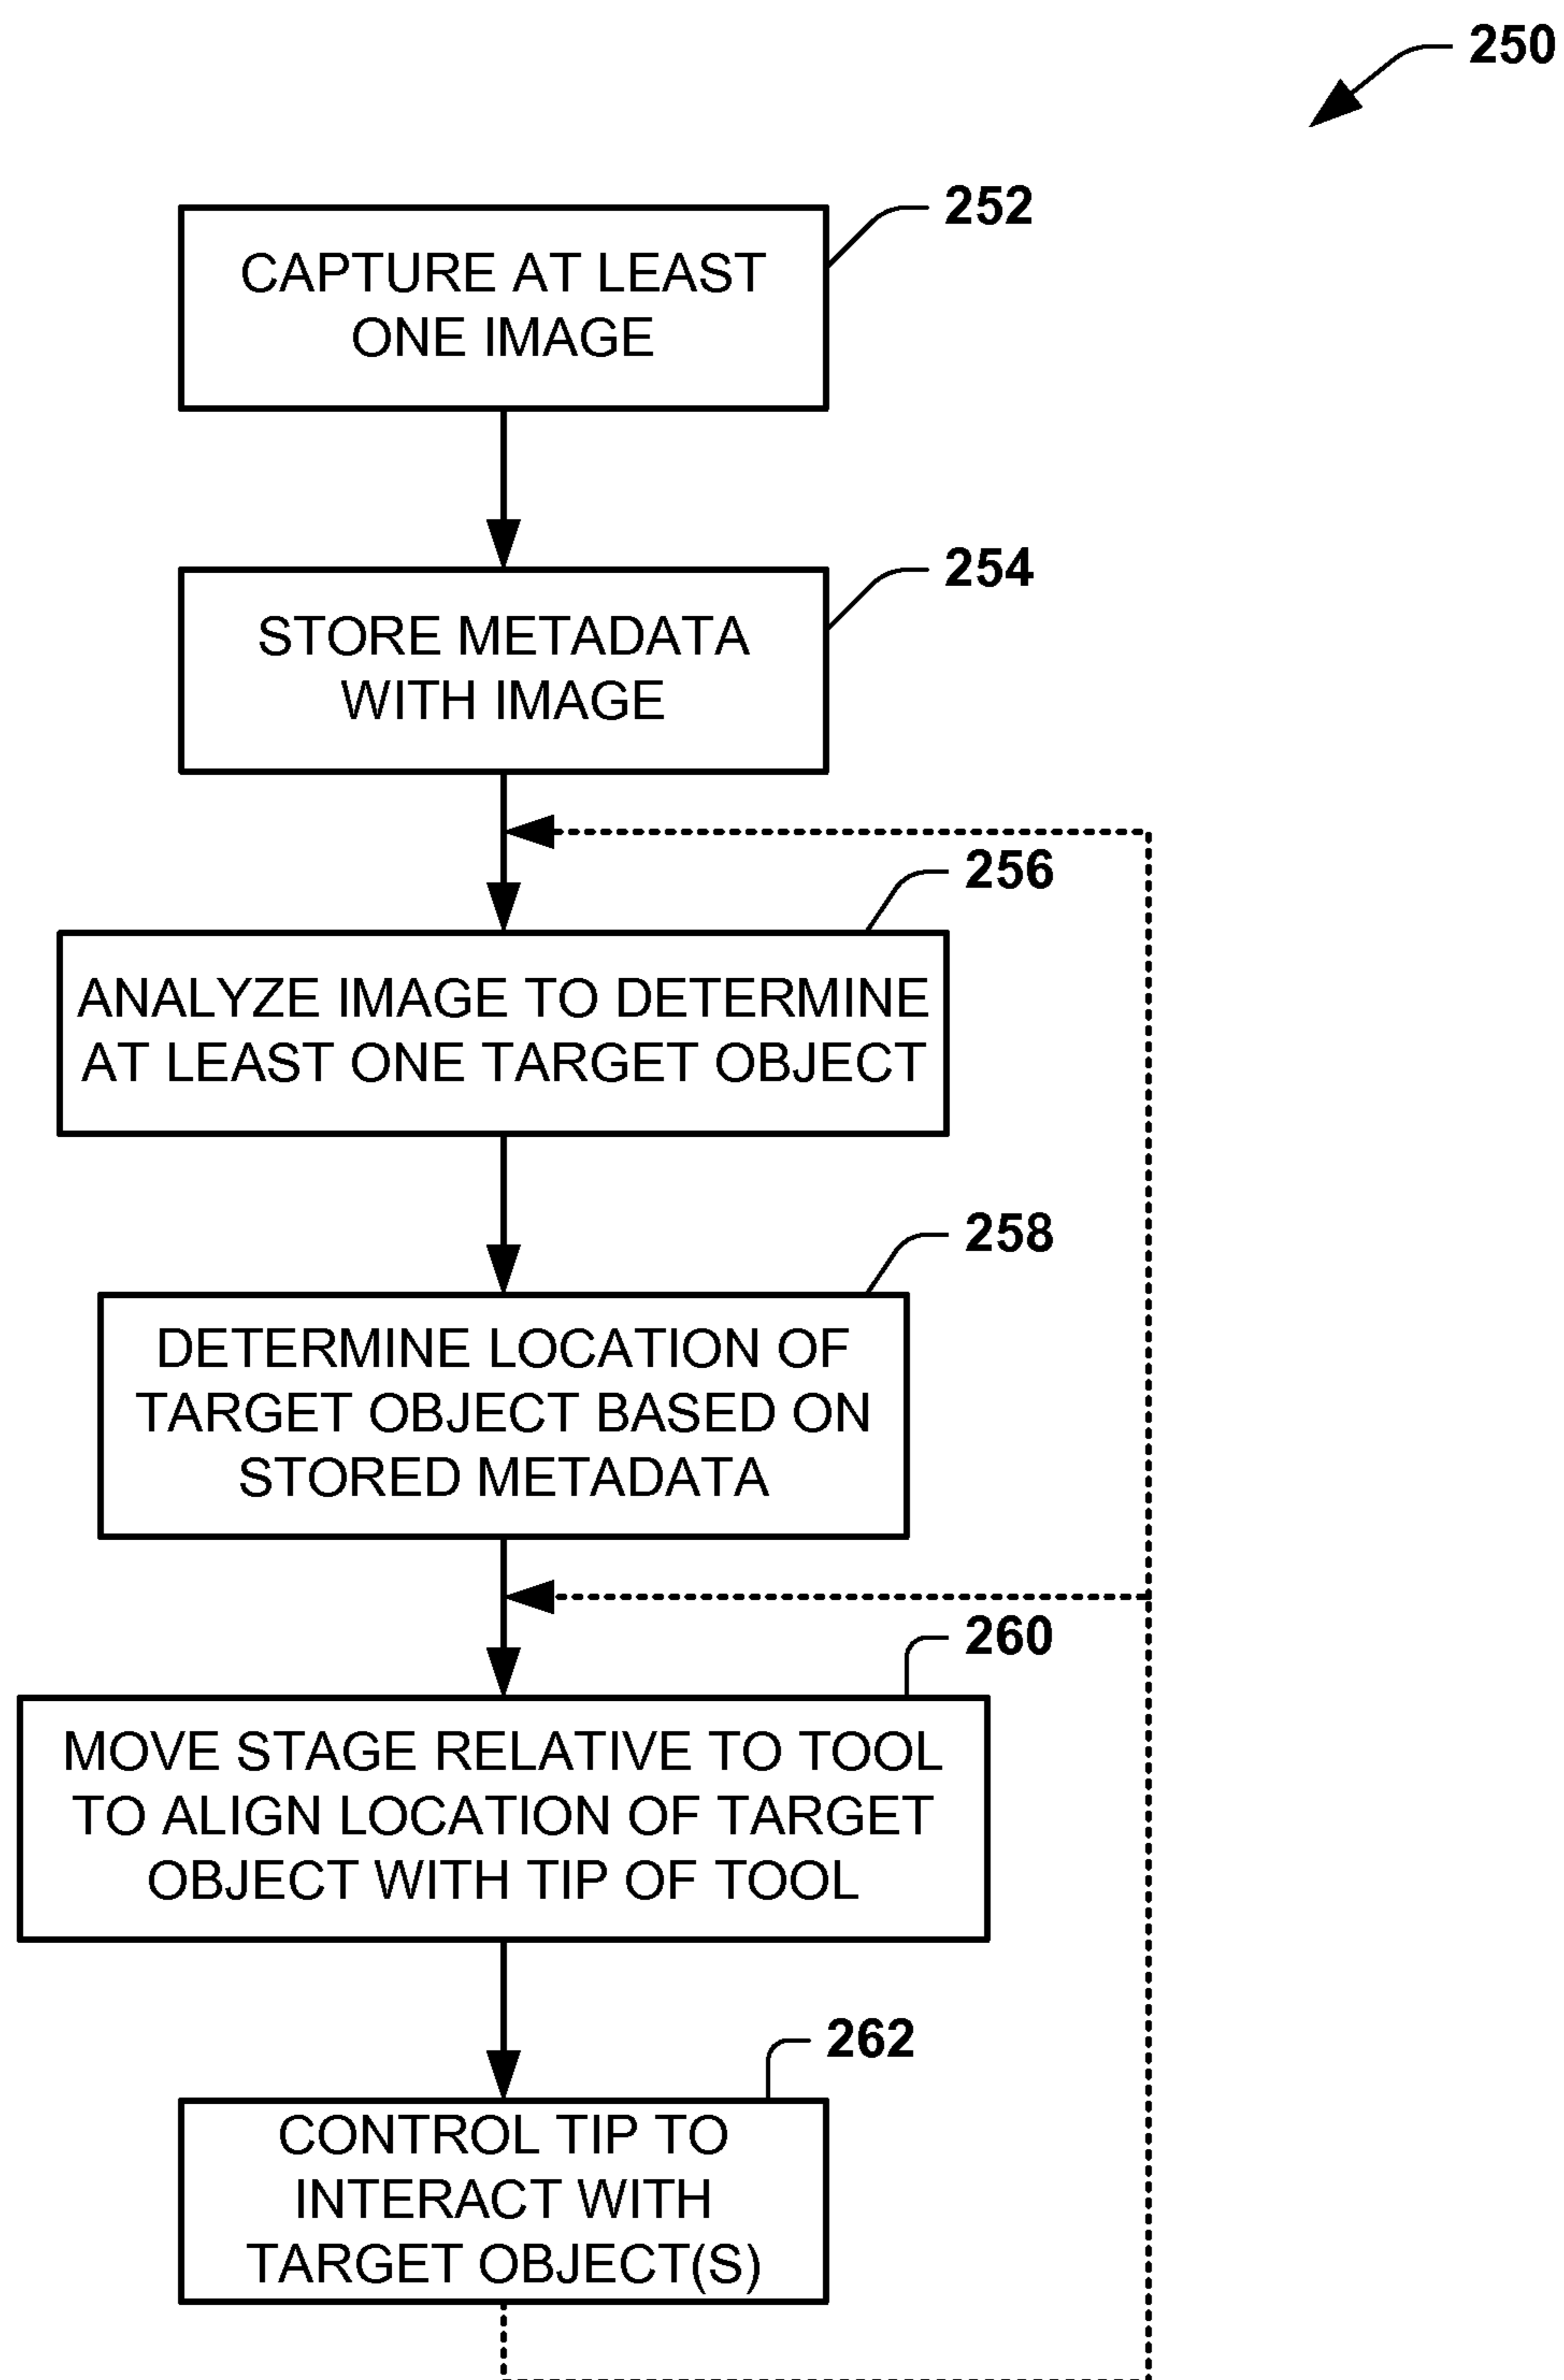 250
252
CAPTURE AT LEAST
ONE IMAGE
254
STORE METADATA
WITH IMAGE
256
ANALYZE IMAGE TO DETERMINE
AT LEAST ONE TARGET OBJECT
258
DETERMINE LOCATION OF
TARGET OBJECT BASED ON
STORED METADATA
260
MOVE STAGE RELATIVE TO TOOL
TO ALIGN LOCATION OF TARGET
OBJECT WITH TIP OF TOOL
262
CONTROL TIP TO
INTERACT WITH
TARGET OBJECT(S)